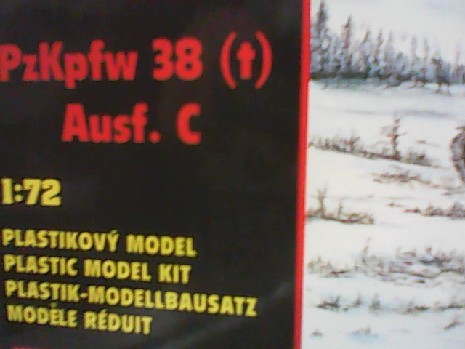 PzKpfw 38 (t)
Ausf. C
1:72
PLASTIKOVÝ MODEL
PLASTIC MODEL KIT
PLASTIK-MODELLBAUSATZ
MODÈLE RÉDUIT